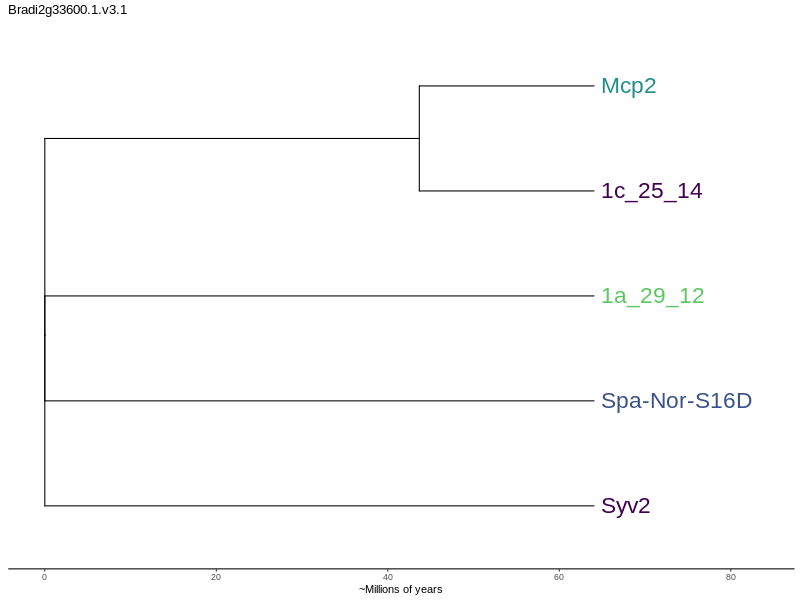 Bradi2g33600.1.v3.1
Mcp2
1c_25_14
1a_29_12
Spa-Nor-S16D
Syv2
0 20 40 60 80
~Millions of years